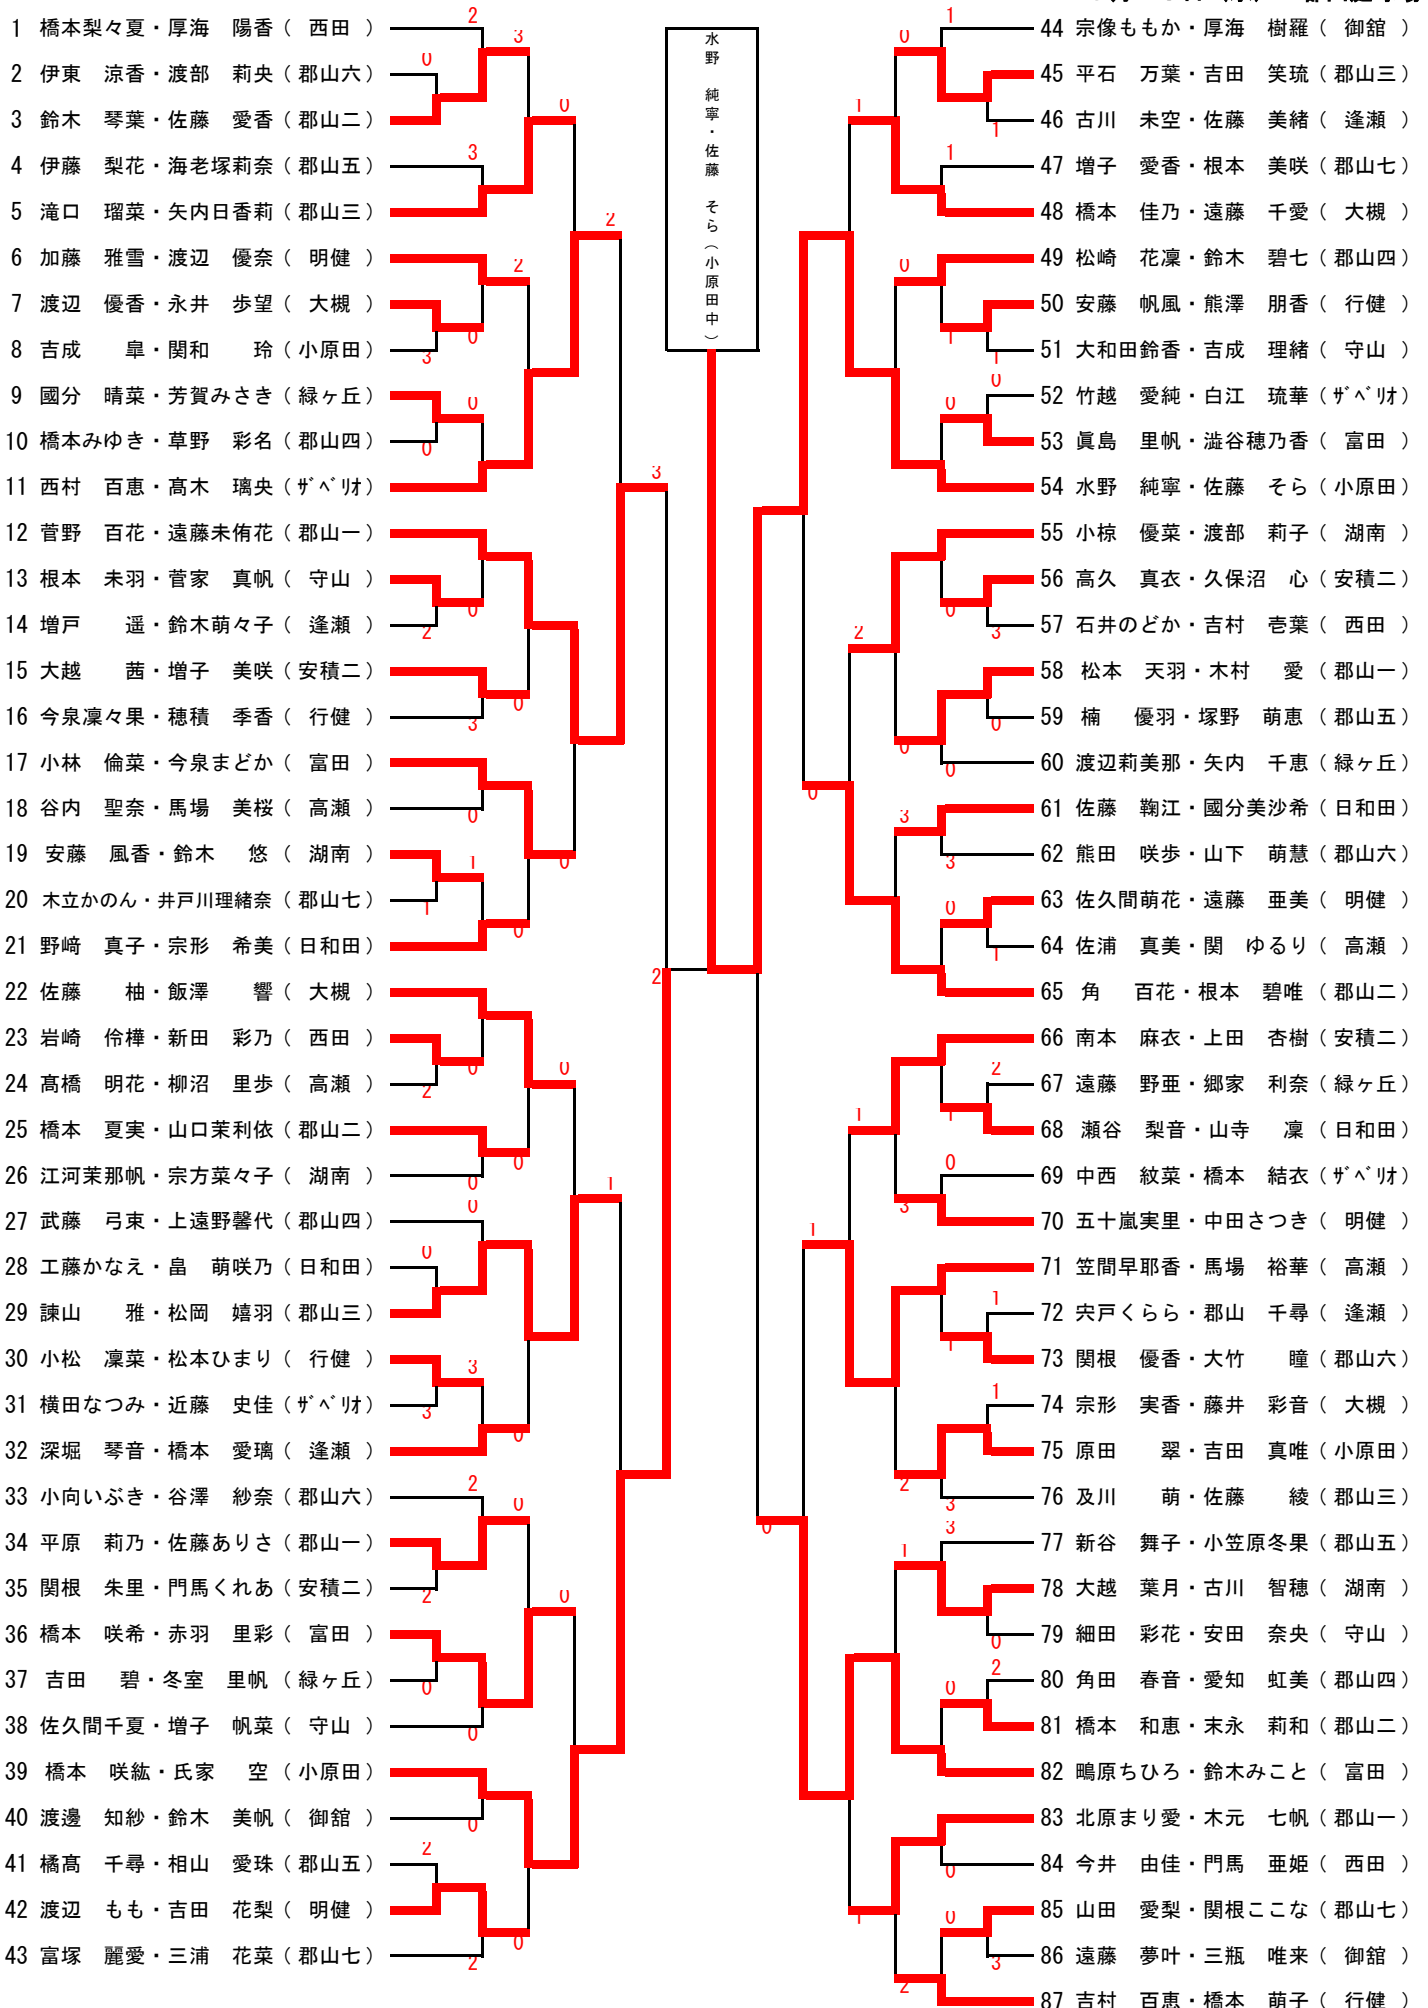 1 橋本梨々夏・厚海　陽香（　西田　）
2 伊東　涼香・渡部　莉央（郡山六）
3 鈴木　琴葉・佐藤　愛香（郡山二）
4 伊藤　梨花・海老塚莉奈（郡山五）
5 滝口　瑠菜・矢内日香莉（郡山三）
6 加藤　雅雪・渡辺　優奈（　明健　）
7 渡辺　優香・永井　歩望（　大槻　）
8 吉成　　皐・関和　　玲（小原田）
9 國分　晴菜・芳賀みさき（緑ヶ丘）
10 橋本みゆき・草野　彩名（郡山四）
11 西村　百恵・髙木　璃央（ザベリオ）
12 菅野　百花・遠藤未侑花（郡山一）
13 根本　未羽・菅家　真帆（　守山　）
14 増戸　　遥・鈴木萌々子（　逢瀬　）
15 大越　　茜・増子　美咲（安積二）
16 今泉凜々果・穂積　季香（　行健　）
17 小林　倫菜・今泉まどか（　富田　）
18 谷内　聖奈・馬場　美桜（　高瀬　）
19 安藤　風香・鈴木　　悠（　湖南　）
20 木立かのん・井戸川理緒奈（郡山七）
21 野﨑　真子・宗形　希美（日和田）
22 佐藤　　柚・飯澤　　響（　大槻　）
23 岩崎　伶樺・新田　彩乃（　西田　）
24 髙橋　明花・柳沼　里歩（　高瀬　）
25 橋本　夏実・山口茉利依（郡山二）
26 江河茉那帆・宗方菜々子（　湖南　）
27 武藤　弓束・上遠野馨代（郡山四）
28 工藤かなえ・畠　萌咲乃（日和田）
29 諫山　　雅・松岡　嬉羽（郡山三）
30 小松　凜菜・松本ひまり（　行健　）
31 横田なつみ・近藤　史佳（ザベリオ）
32 深堀　琴音・橋本　愛璃（　逢瀬　）
33 小向いぶき・谷澤　紗奈（郡山六）
34 平原　莉乃・佐藤ありさ（郡山一）
35 関根　朱里・門馬くれあ（安積二）
36 橋本　咲希・赤羽　里彩（　富田　）
37 吉田　　碧・冬室　里帆（緑ヶ丘）
38 佐久間千夏・増子　帆菜（　守山　）
39 橋本　咲紘・氏家　　空（小原田）
40 渡邊　知紗・鈴木　美帆（　御舘　）
41 橘髙　千尋・相山　愛珠（郡山五）
42 渡辺　もも・吉田　花梨（　明健　）
43 富塚　麗愛・三浦　花菜（郡山七）
水野　純寧・佐藤　そら（小原田中）
44 宗像ももか・厚海　樹羅（　御舘　）
45 平石　万葉・吉田　笑琉（郡山三）
46 古川　未空・佐藤　美緒（　逢瀬　）
47 増子　愛香・根本　美咲（郡山七）
48 橋本　佳乃・遠藤　千愛（　大槻　）
49 松崎　花凜・鈴木　碧七（郡山四）
50 安藤　帆風・熊澤　朋香（　行健　）
51 大和田鈴香・吉成　理緒（　守山　）
52 竹越　愛純・白江　琉華（ザベリオ）
53 眞島　里帆・澁谷穂乃香（　富田　）
54 水野　純寧・佐藤　そら（小原田）
55 小椋　優菜・渡部　莉子（　湖南　）
56 高久　真衣・久保沼　心（安積二）
57 石井のどか・吉村　壱葉（　西田　）
58 松本　天羽・木村　　愛（郡山一）
59 楠　　優羽・塚野　萌恵（郡山五）
60 渡辺莉美那・矢内　千恵（緑ヶ丘）
61 佐藤　鞠江・國分美沙希（日和田）
62 熊田　咲歩・山下　萌慧（郡山六）
63 佐久間萌花・遠藤　亜美（　明健　）
64 佐浦　真美・関　ゆるり（　高瀬　）
65 角　　百花・根本　碧唯（郡山二）
66 南本　麻衣・上田　杏樹（安積二）
67 遠藤　野亜・郷家　利奈（緑ヶ丘）
68 瀬谷　梨音・山寺　　凜（日和田）
69 中西　紋菜・橋本　結衣（ザベリオ）
70 五十嵐実里・中田さつき（　明健　）
71 笠間早耶香・馬場　裕華（　高瀬　）
72 宍戸くらら・郡山　千尋（　逢瀬　）
73 関根　優香・大竹　　瞳（郡山六）
74 宗形　実香・藤井　彩音（　大槻　）
75 原田　　翠・吉田　真唯（小原田）
76 及川　　萌・佐藤　　綾（郡山三）
77 新谷　舞子・小笠原冬果（郡山五）
78 大越　葉月・古川　智穂（　湖南　）
79 細田　彩花・安田　奈央（　守山　）
80 角田　春音・愛知　虹美（郡山四）
81 橋本　和恵・末永　莉和（郡山二）
82 鴫原ちひろ・鈴木みこと（　富田　）
83 北原まり愛・木元　七帆（郡山一）
84 今井　由佳・門馬　亜姫（　西田　）
85 山田　愛梨・関根ここな（郡山七）
86 遠藤　夢叶・三瓶　唯来（　御舘　）
87 吉村　百恵・橋本　萌子（　行健　）